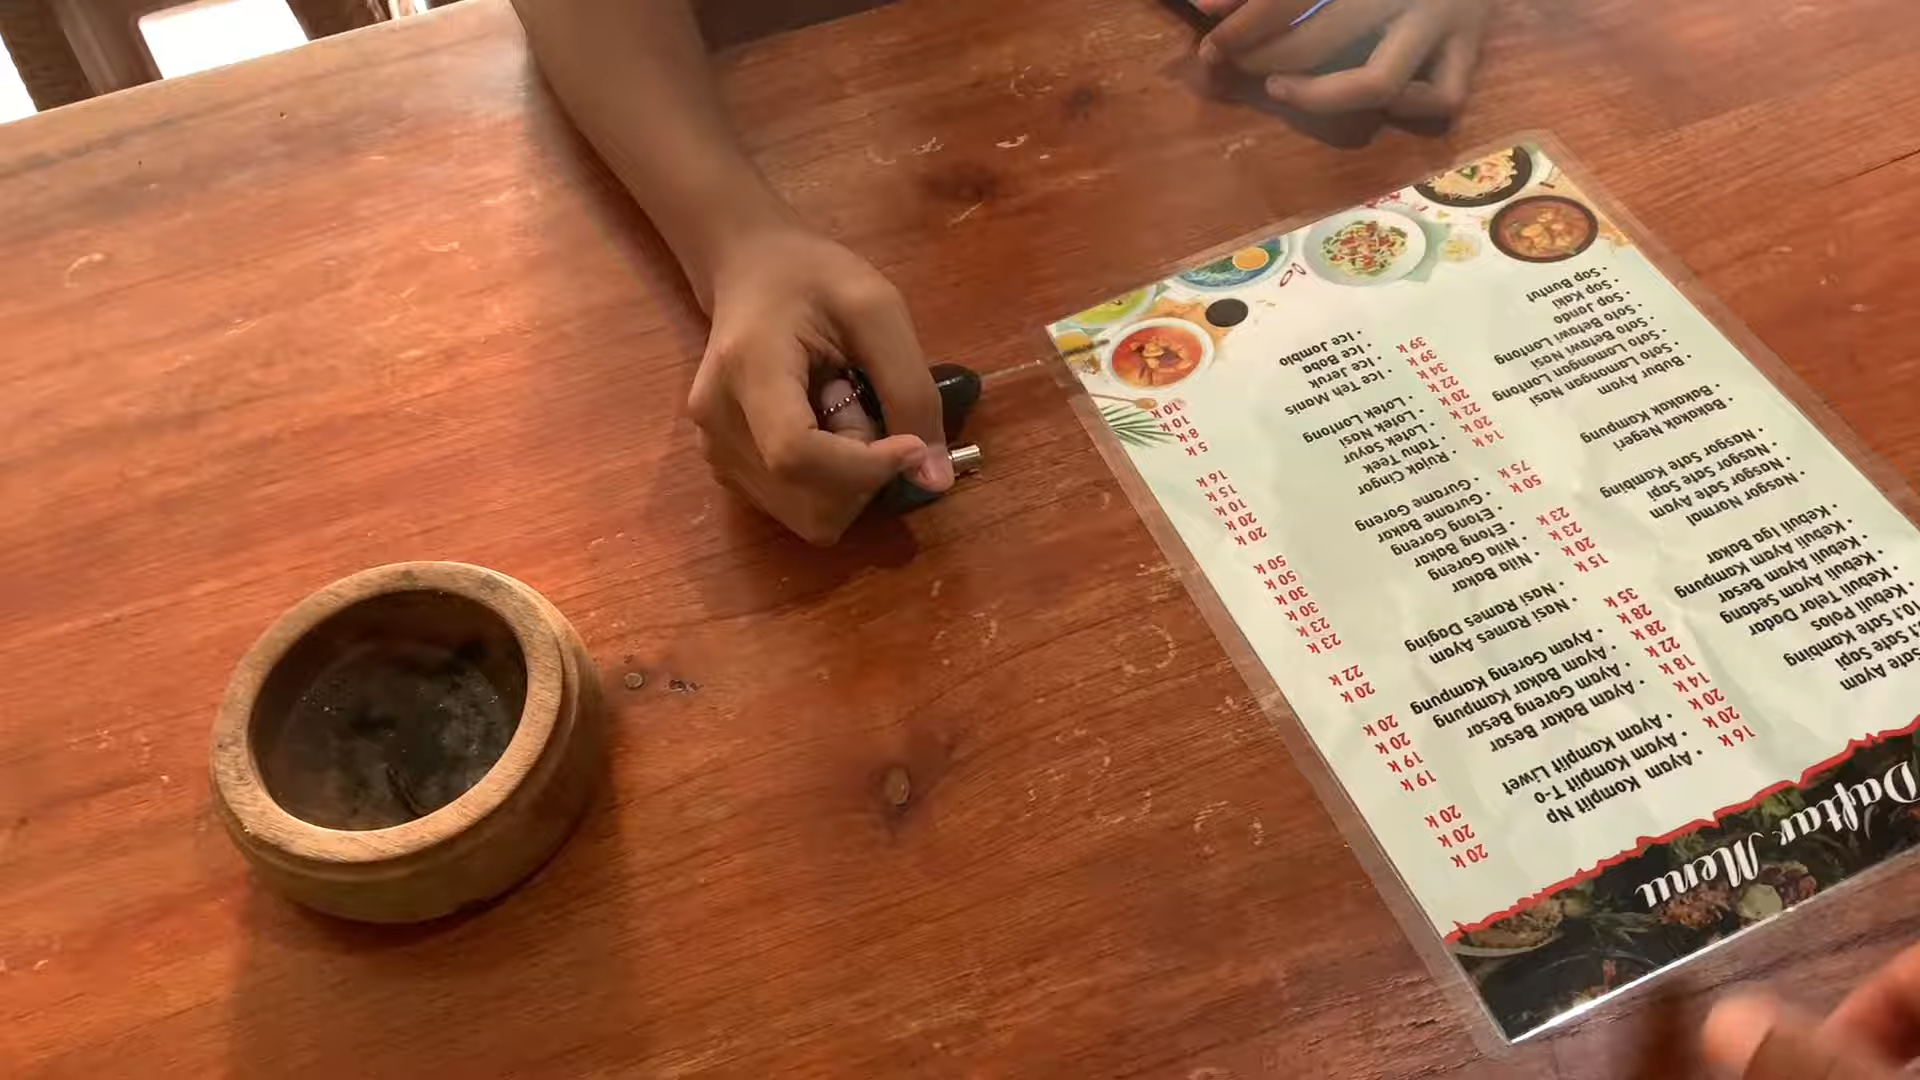 Daftar Menu
Sate Ayam
16 k
Sate Sapi
20 k
10.1 Sate Kambing
20 k
• Kebuli Polos
14 k
• Kebuli Telor Dadar
18 k
• Kebuli Ayam Sedang
22 k
• Kebuli Ayam Besar
28 k
• Kebuli Ayam Kampung
28 k
• Kebuli Iga Bakar
35 k
• Nasgor Normal
15 k
• Nasgor Sate Ayam
20 k
• Nasgor Sate Sapi
23 k
• Nasgor Sate Kambing
23 k
• Bakakak Negeri
50 k
• Bakakak Kampung
75 k
• Bubur Ayam
14 k
• Soto Lamongan Nasi
20 k
• Soto Lamongan Lontong
22 k
• Soto Betawi Nasi
20 k
• Soto Betawi Lontong
22 k
• Sop Jando
34 k
• Sop Kaki
39 k
• Sop Buntut
39 k
• Ayam Komplit Np
20 k
• Ayam Komplit T-o
20 k
• Ayam Komplit Liwet
20 k
• Ayam Bakar Besar
19 k
• Ayam Goreng Besar
19 k
• Ayam Bakar Kampung
20 k
• Ayam Goreng Kampung
20 k
• Nasi Rames Ayam
20 k
• Nasi Rames Daging
22 k
• Nila Bakar
23 k
• Nila Goreng
23 k
• Etong Bakar
30 k
• Etong Goreng
30 k
• Gurame Bakar
50 k
• Gurame Goreng
50 k
• Rujak Cingor
20 k
• Tahu Teek
20 k
• Lotek Sayur
10 k
• Lotek Nasi
15 k
• Lotek Lontong
16 k
• Ice Teh Manis
5 k
• Ice Jeruk
8 k
• Ice Boba
10 k
• Ice Jomblo
10 k